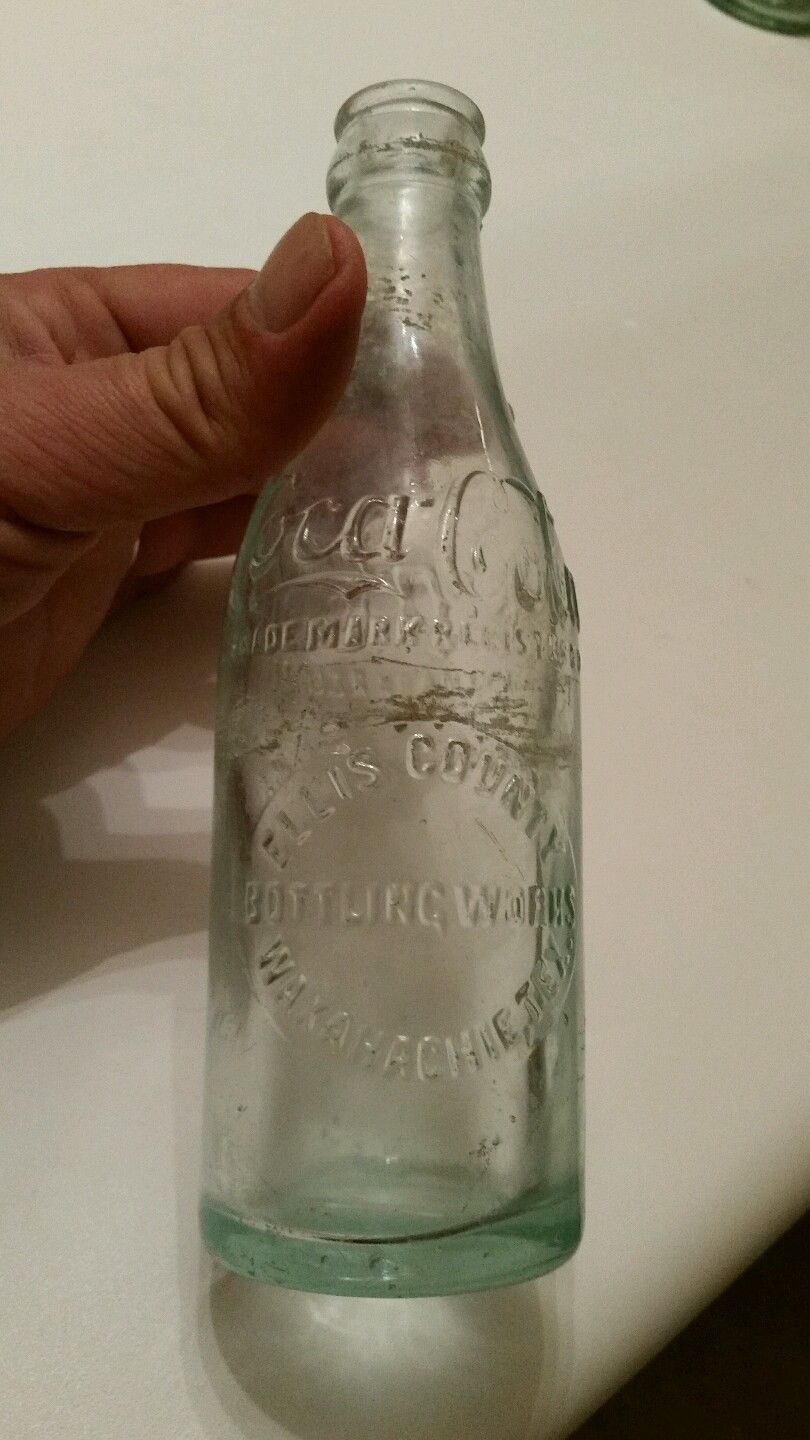 Coca-Cola
TRADE MARK REGISTERED
ELLIS COUNTY
BOTTLING WORKS
WAXAHACHIE, TEX.